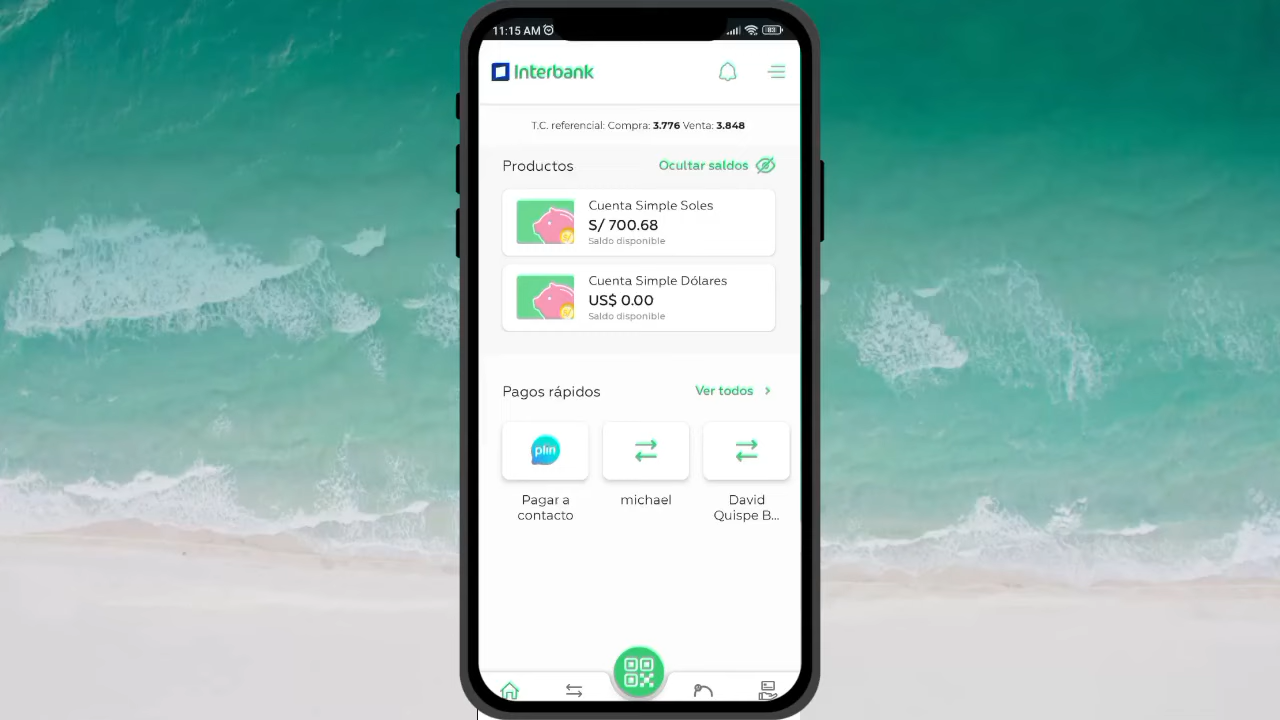 11:15 AM
83
Interbank
T.C. referencial: Compra: 3.776 Venta: 3.848
Productos
Ocultar saldos
Cuenta Simple Soles
S/ 700.68
Saldo disponible
Cuenta Simple Dólares
US$ 0.00
Saldo disponible
Pagos rápidos
Ver todos
plin
Pagar a
contacto
michael
David
Quispe B...